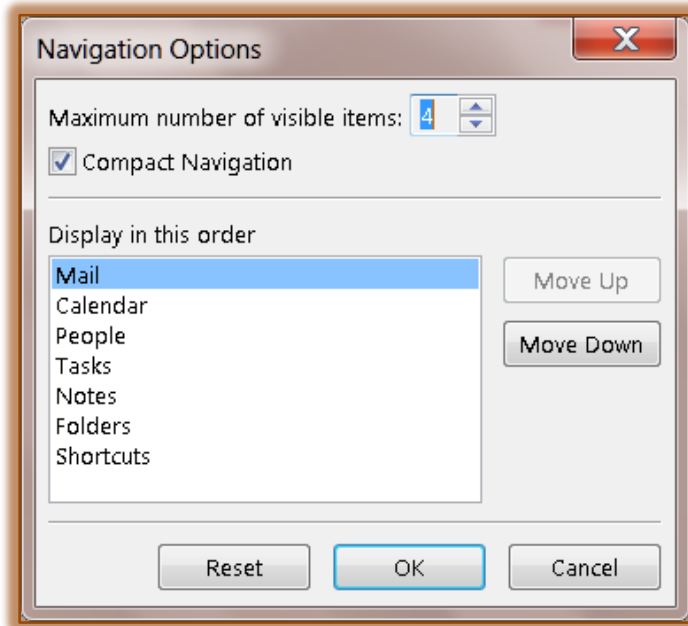 Navigation Options
Maximum number of visible items: 4
Compact Navigation
Display in this order
Mail
Calendar
People
Tasks
Notes
Folders
Shortcuts
Move Up
Move Down
Reset
OK
Cancel